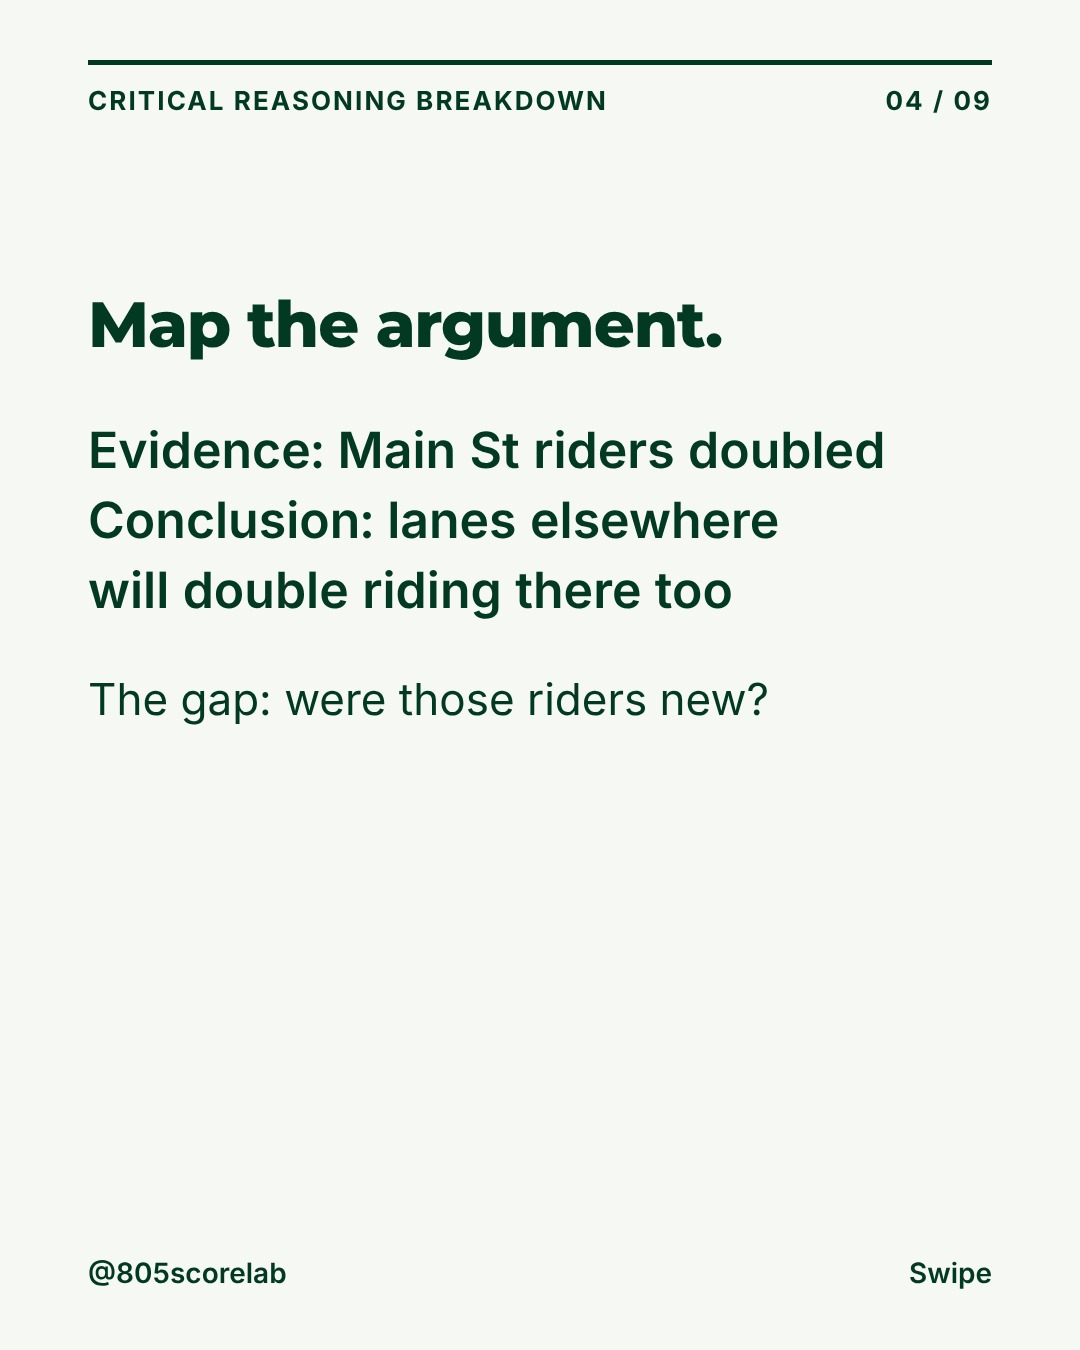 CRITICAL REASONING BREAKDOWN
04 / 09
Map the argument.
Evidence: Main St riders doubled
Conclusion: lanes elsewhere
will double riding there too
The gap: were those riders new?
@805scorelab
Swipe